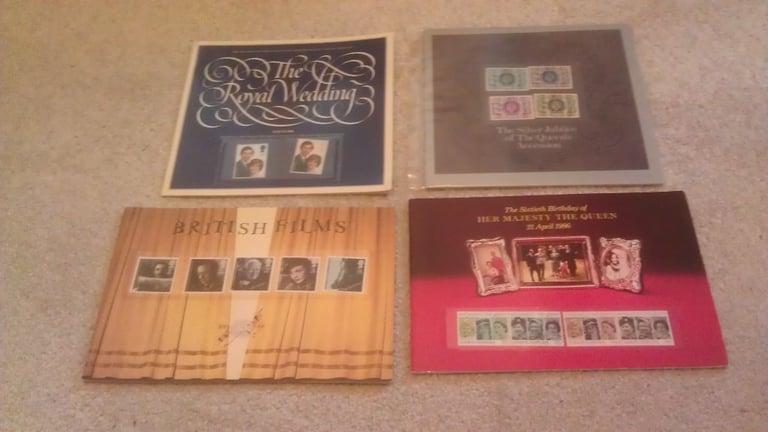 The
Royal Wedding
The Silver Jubilee
of The Queen's
Accession
BRITISH FILMS
The Sixtieth Birthday of
HER MAJESTY THE QUEEN
21 April 1986